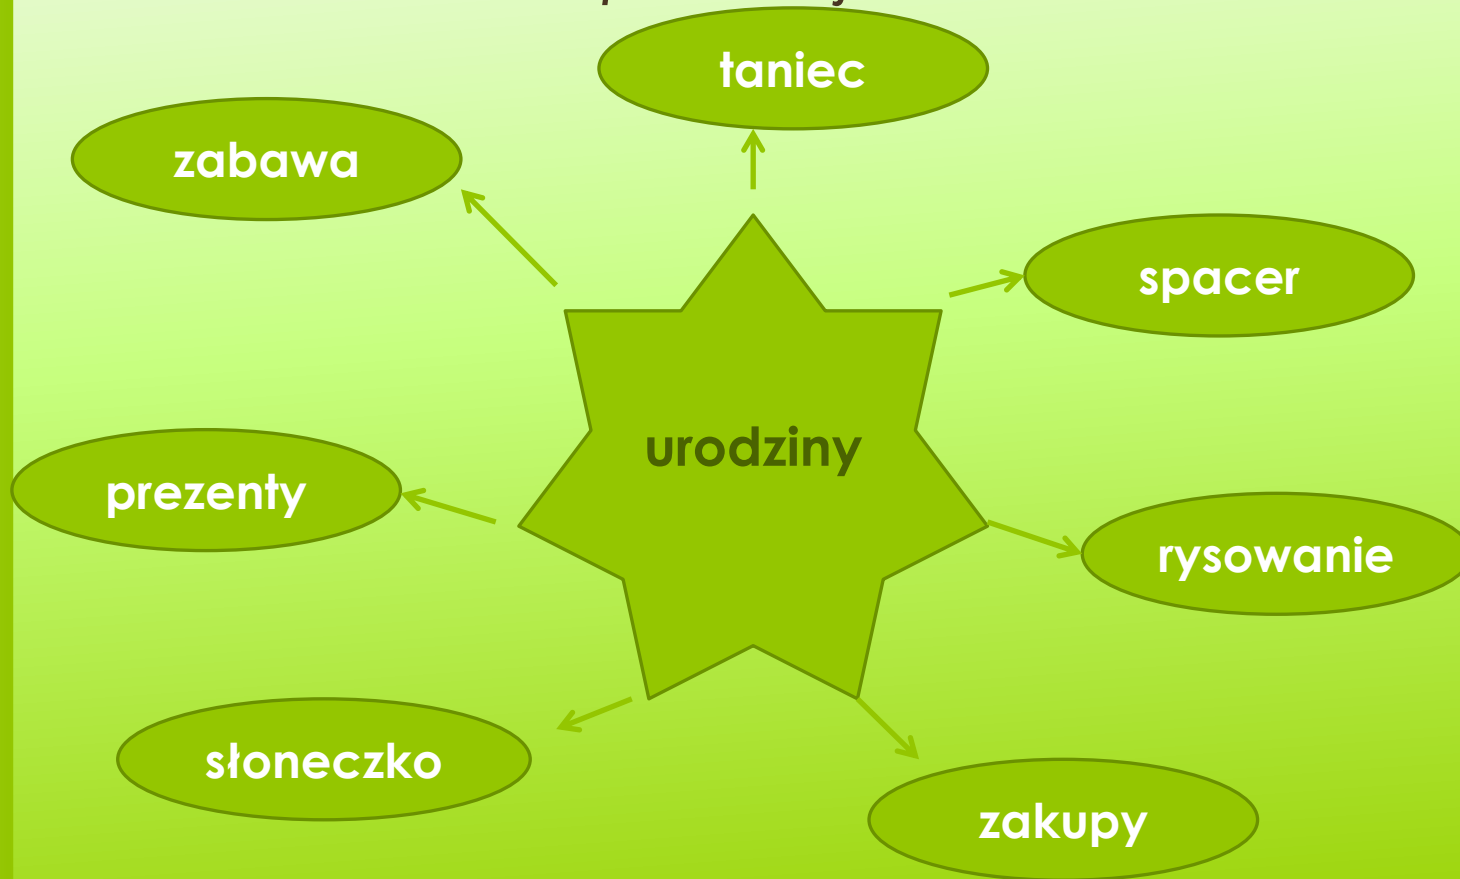 taniec
zabawa
spacer
urodziny
prezenty
rysowanie
słoneczko
zakupy